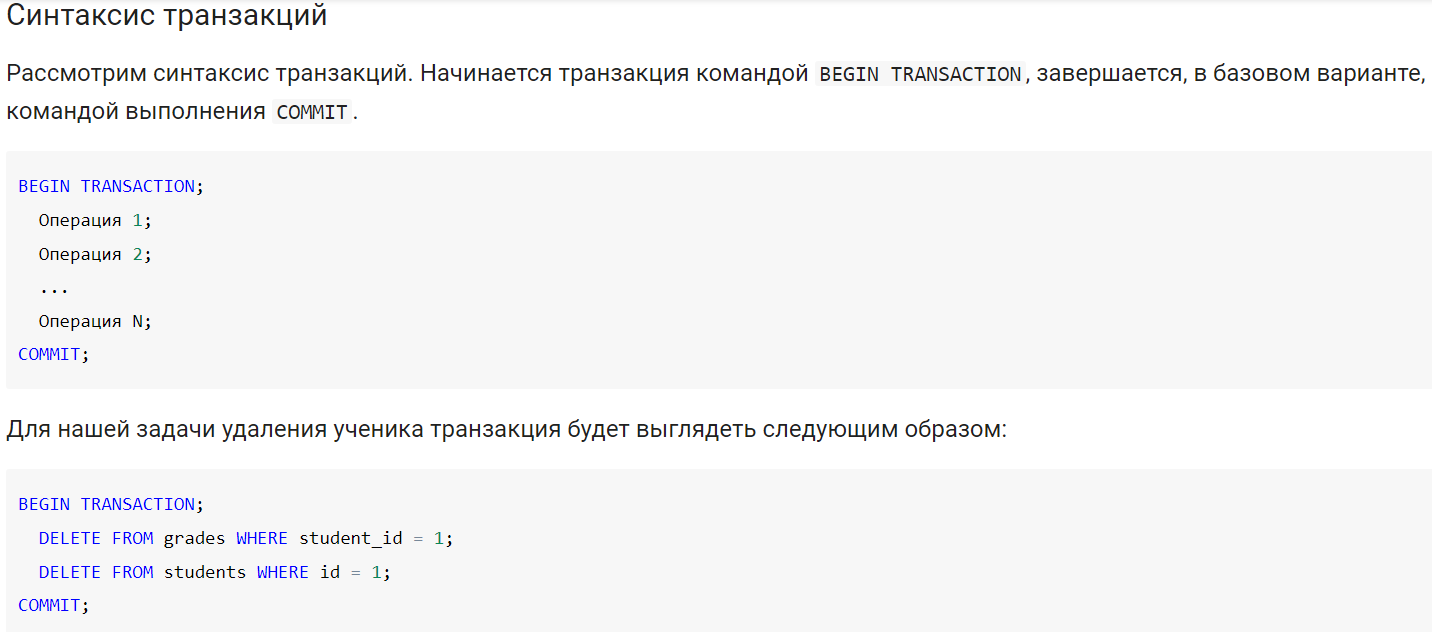 Синтаксис транзакций
Рассмотрим синтаксис транзакций. Начинается транзакция командой BEGIN TRANSACTION, завершается, в базовом варианте,
командой выполнения COMMIT.
BEGIN TRANSACTION;
Операция 1;
Операция 2;
...
Операция N;
COMMIT;
Для нашей задачи удаления ученика транзакция будет выглядеть следующим образом:
BEGIN TRANSACTION;
DELETE FROM grades WHERE student_id = 1;
DELETE FROM students WHERE id = 1;
COMMIT;